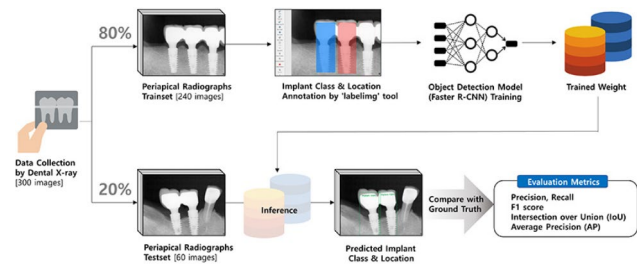 80%
Periapical Radiographs
Trainset [240 images]
Implant Class & Location
Annotation by 'labelimg' tool
Object Detection Model
(Faster R-CNN) Training
Trained Weight
Data Collection
by Dental X-ray
[300 images]
20%
Periapical Radiographs
Testset [60 images]
Inference
Predicted Implant
Class & Location
Compare with
Ground Truth
Evaluation Metrics
Precision, Recall
F1 score
Intersection over Union (IoU)
Average Precision (AP)